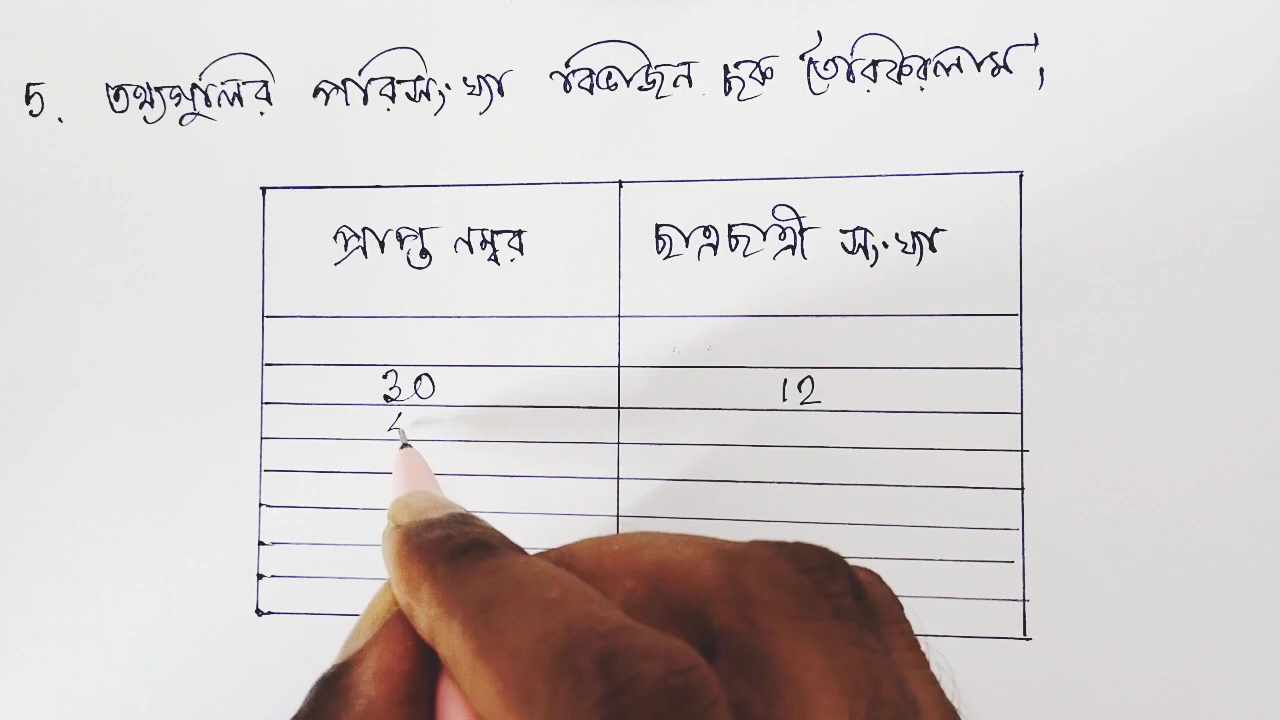 5. তথ্যগুলির পরিসংখ্যা বিভাজন ছক তৈরিকরলাম,
প্রাপ্ত নম্বর ছাত্রছাত্রী সংখ্যা
30 12